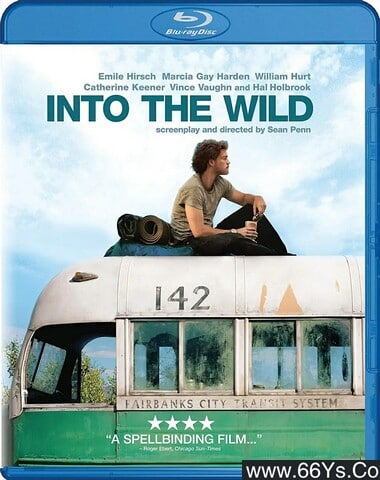 Blu-ray Disc
Emile Hirsch Marcia Gay Harden William Hurt
Catherine Keener Vince Vaughn and Hal Holbrook
INTO THE WILD
screenplay and directed by Sean Penn
142
FAIRBANKS CITY TRANSIT SYSTEM
★★★★
"A SPELLBINDING FILM..."
– Roger Ebert, Chicago Sun-Times
www.66Ys.Co